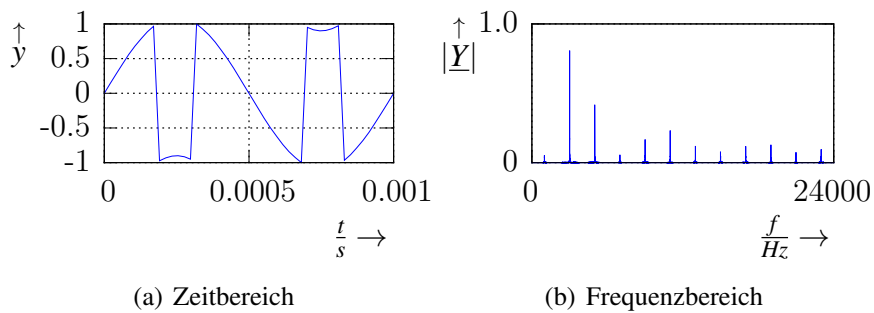 ↑
y
1
0.5
0
-0.5
-1
0
0.0005
0.001
t/s →
↑
|Y|
1.0
0
0
24000
f/Hz →
(a) Zeitbereich
(b) Frequenzbereich